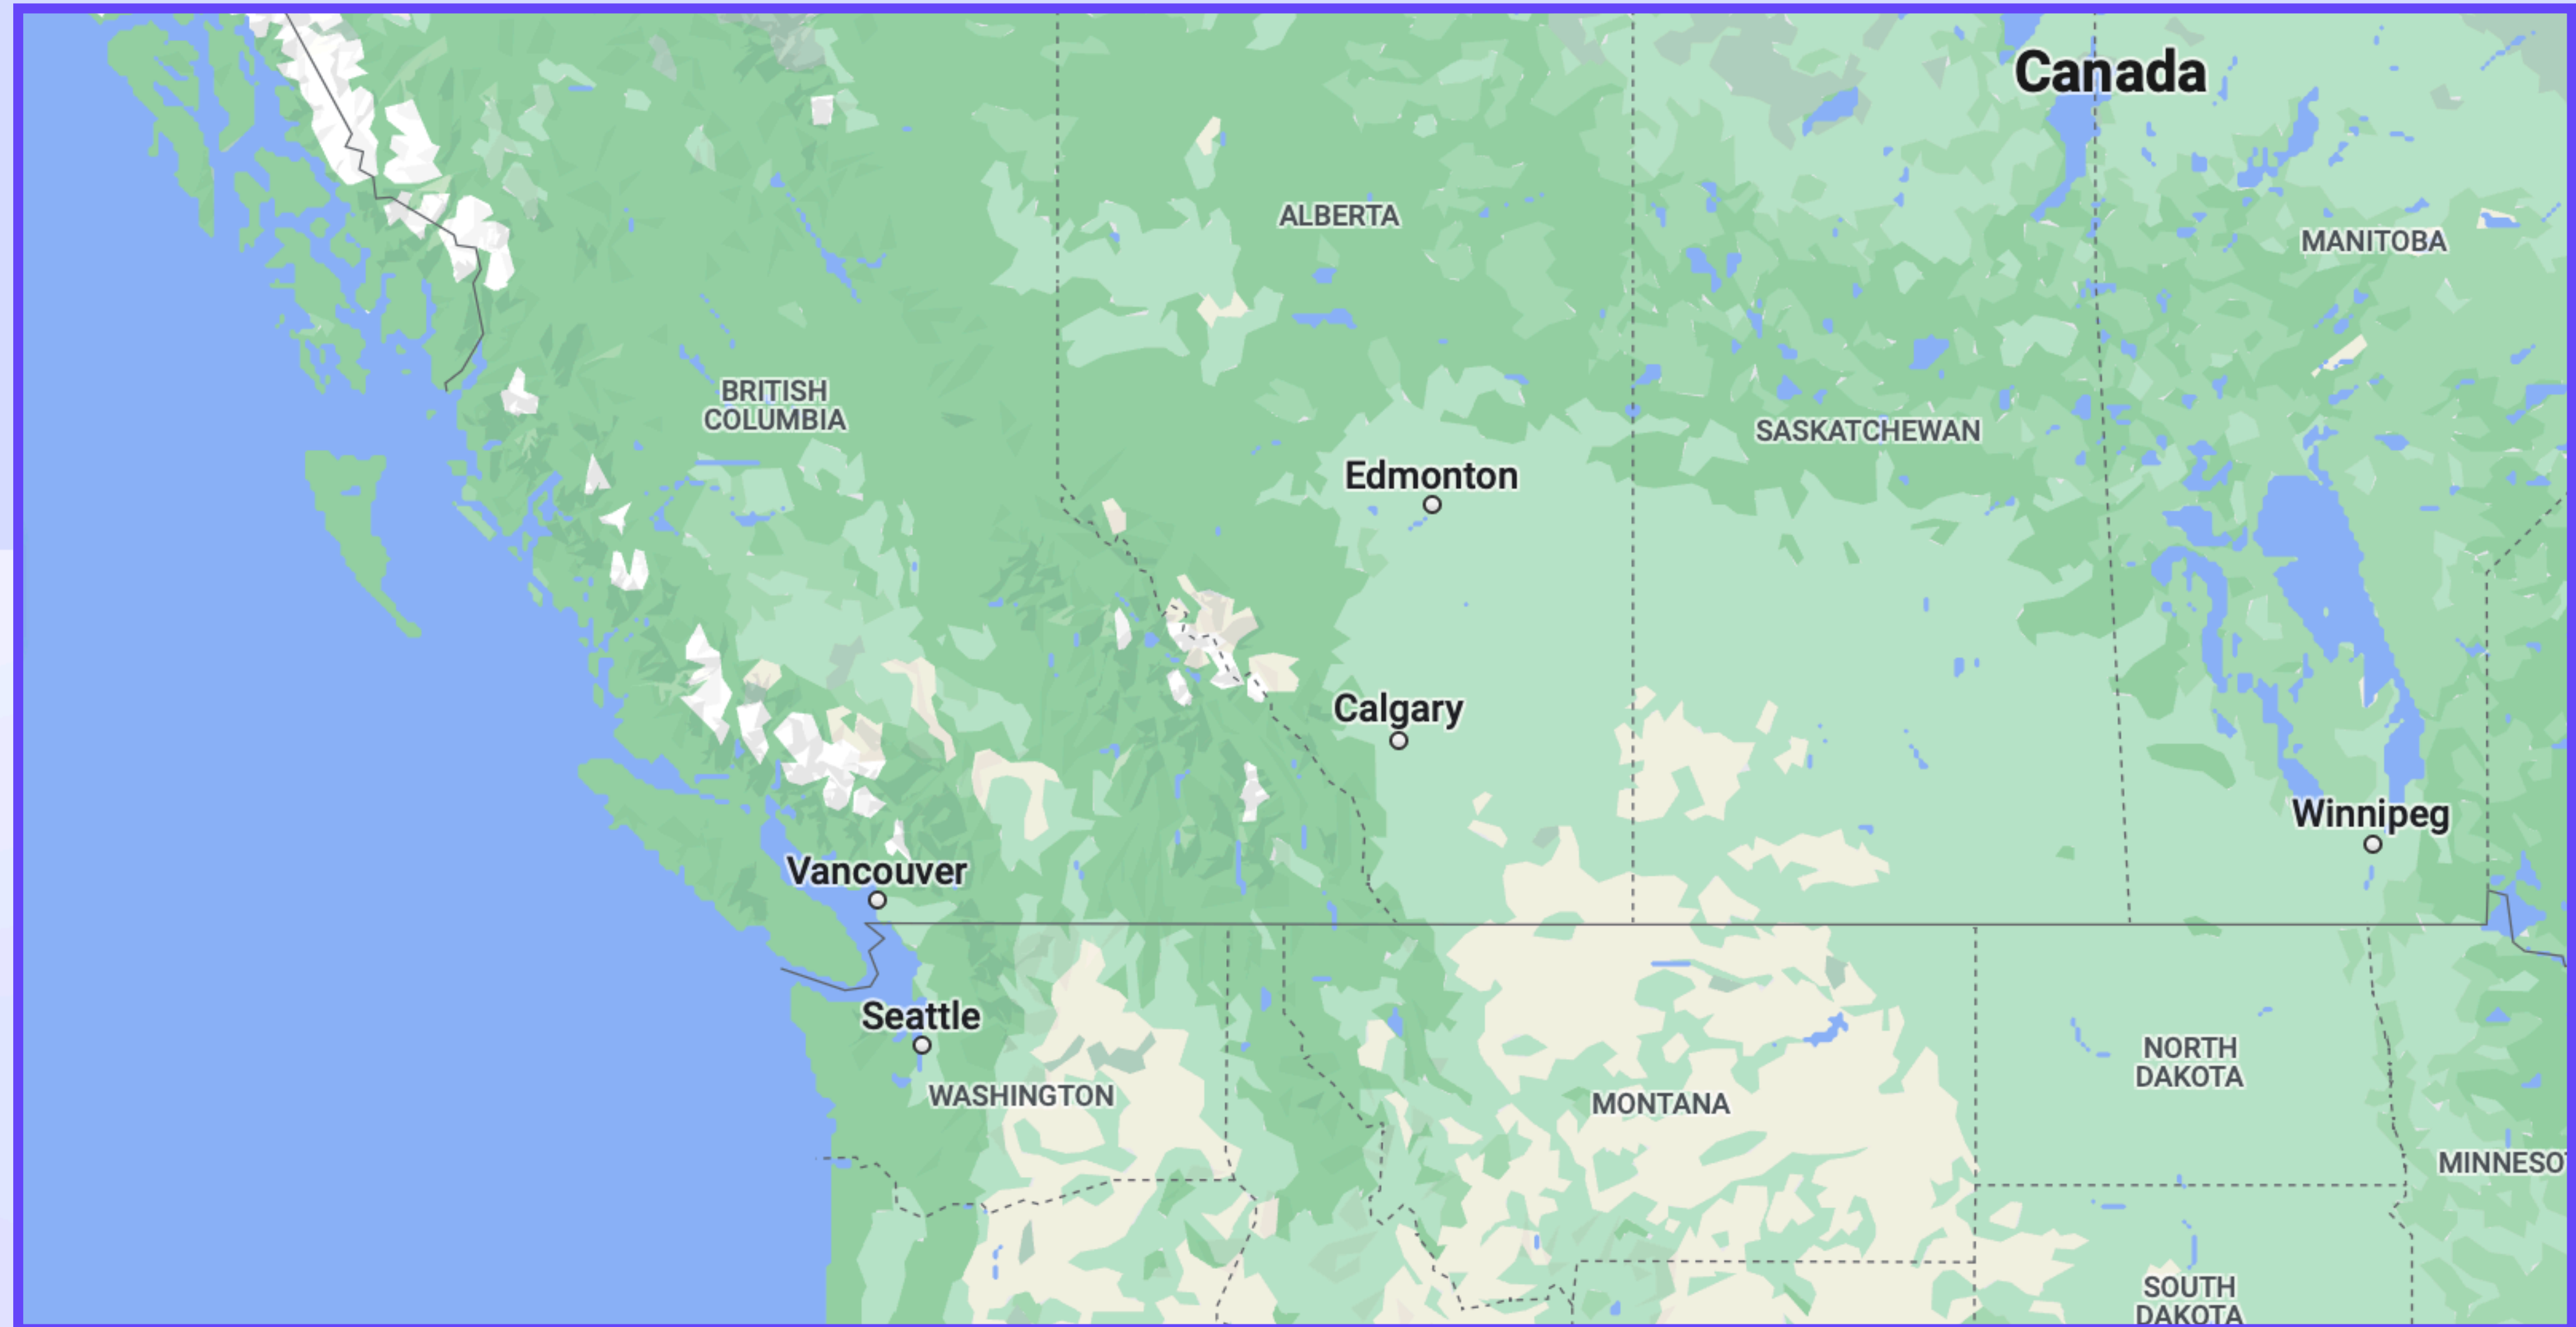 Canada
ALBERTA
MANITOBA
BRITISH
COLUMBIA
SASKATCHEWAN
Edmonton
Calgary
Winnipeg
Vancouver
Seattle
WASHINGTON
MONTANA
NORTH
DAKOTA
MINNESO
SOUTH
DAKOTA